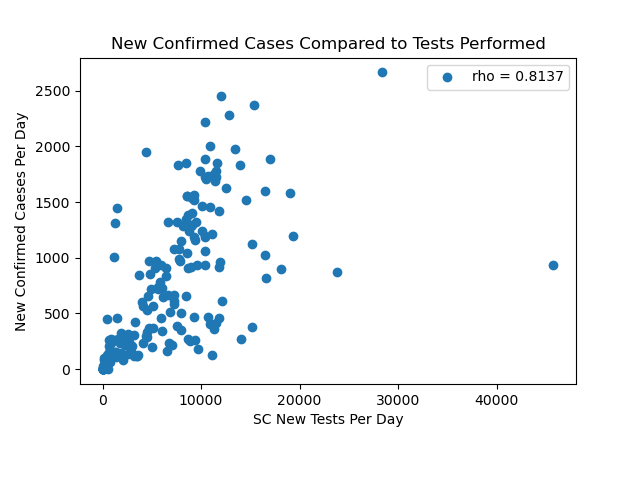 New Confirmed Cases Compared to Tests Performed
rho = 0.8137
New Confirmed Caeses Per Day
2500
2000
1500
1000
500
0
0 10000 20000 30000 40000
SC New Tests Per Day